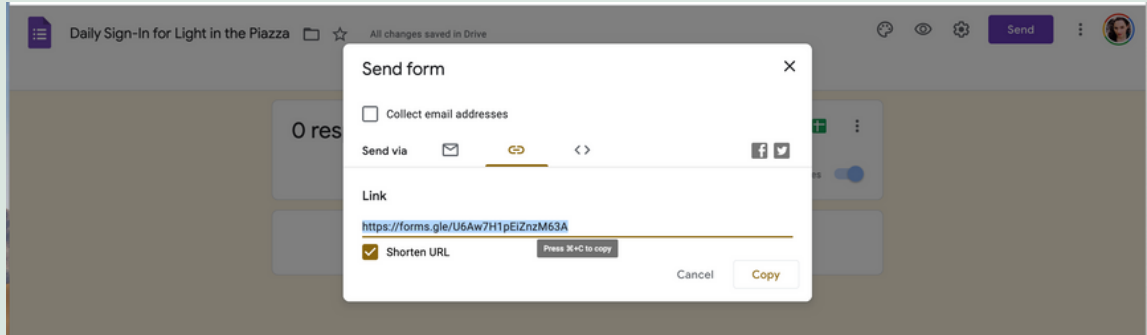 Daily Sign-In for Light in the Piazza
All changes saved in Drive
Send
Send form
Collect email addresses
0 res
Send via
es
Link
https://forms.gle/U6Aw7H1pEiZnzM63A
Press ⌘+C to copy
Shorten URL
Cancel
Copy